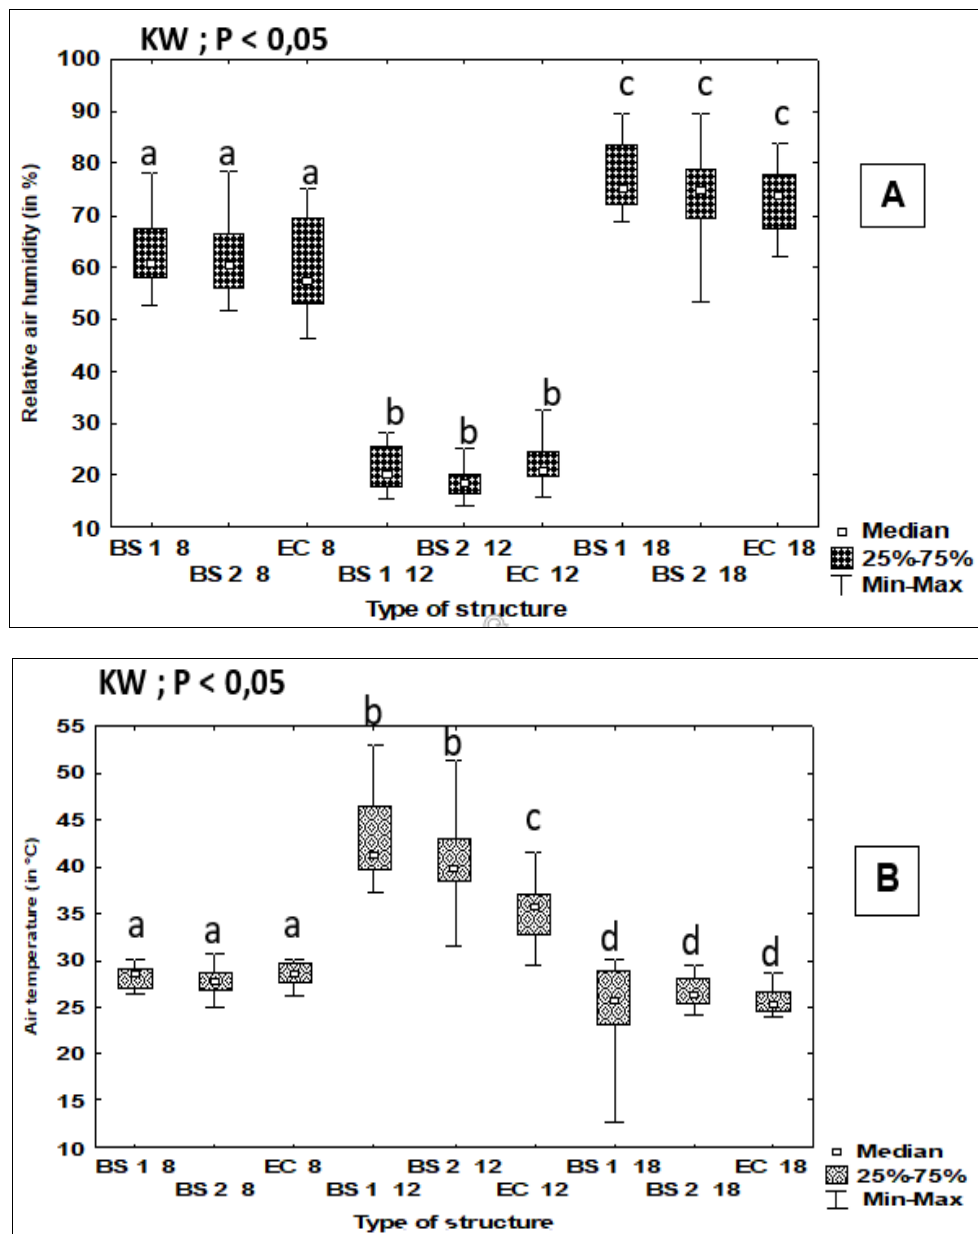 KW ; P < 0,05
100
90
80
70
60
50
40
30
20
10
Relative air humidity (in %)
a a a b b b c c c
A
BS 1 8 EC 8 BS 2 12 BS 1 18 EC 18
BS 2 8 BS 1 12 EC 12 BS 2 18
Type of structure
Median
25%-75%
Min-Max
KW ; P < 0,05
55
50
45
40
35
30
25
20
15
10
Air temperature (in °C)
a a a b b c d d d
B
BS 1 8 EC 8 BS 2 12 BS 1 18 EC 18
BS 2 8 BS 1 12 EC 12 BS 2 18
Type of structure
Median
25%-75%
Min-Max